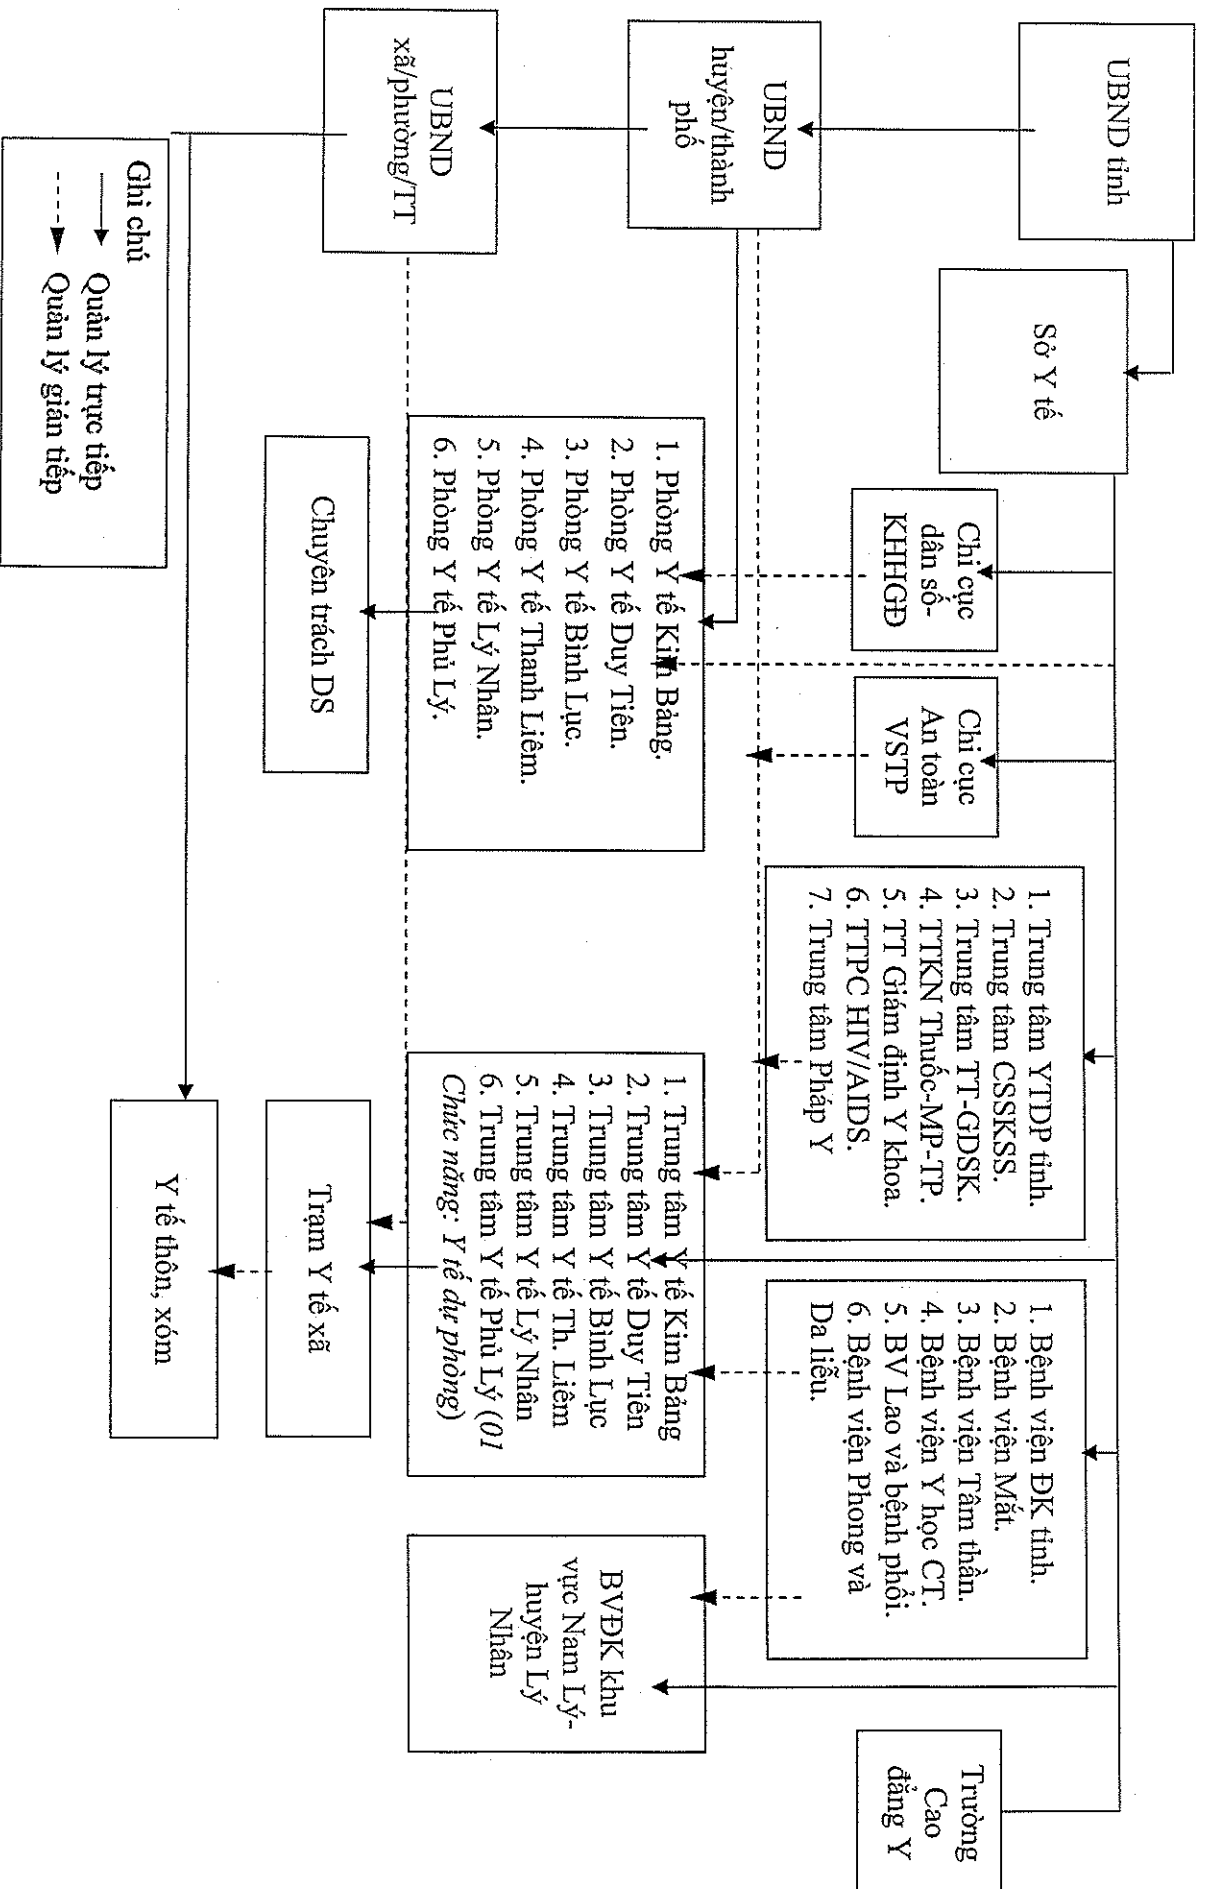 UBND tỉnh
Sở Y tế
Chi cục
dân số-
KHHGĐ
Chi cục
An toàn
VSTP
1. Trung tâm YTDP tỉnh.
2. Trung tâm CSSKSS.
3. Trung tâm TT-GDSK.
4. TTKN Thuốc-MP-TP.
5. TT Giám định Y khoa.
6. TTPC HIV/AIDS.
7. Trung tâm Pháp Y
1. Bệnh viện ĐK tỉnh.
2. Bệnh viện Mắt.
3. Bệnh viện Tâm thần.
4. Bệnh viện Y học CT.
5. BV Lao và bệnh phổi.
6. Bệnh viện Phong và
Da liễu.
Trường
Cao
đẳng Y
UBND
huyện/thành
phố
1. Phòng Y tế Kim Bảng.
2. Phòng Y tế Duy Tiên.
3. Phòng Y tế Bình Lục.
4. Phòng Y tế Thanh Liêm.
5. Phòng Y tế Lý Nhân.
6. Phòng Y tế Phủ Lý.
1. Trung tâm Y tế Kim Bảng
2. Trung tâm Y tế Duy Tiên
3. Trung tâm Y tế Bình Lục
4. Trung tâm Y tế Th. Liêm
5. Trung tâm Y tế Lý Nhân
6. Trung tâm Y tế Phủ Lý (01
Chức năng: Y tế dự phòng)
BVĐK khu
vực Nam Lý-
huyện Lý
Nhân
UBND
xã/phường/TT
Chuyên trách DS
Trạm Y tế xã
Y tế thôn, xóm
Ghi chú
Quản lý trực tiếp
Quản lý gián tiếp